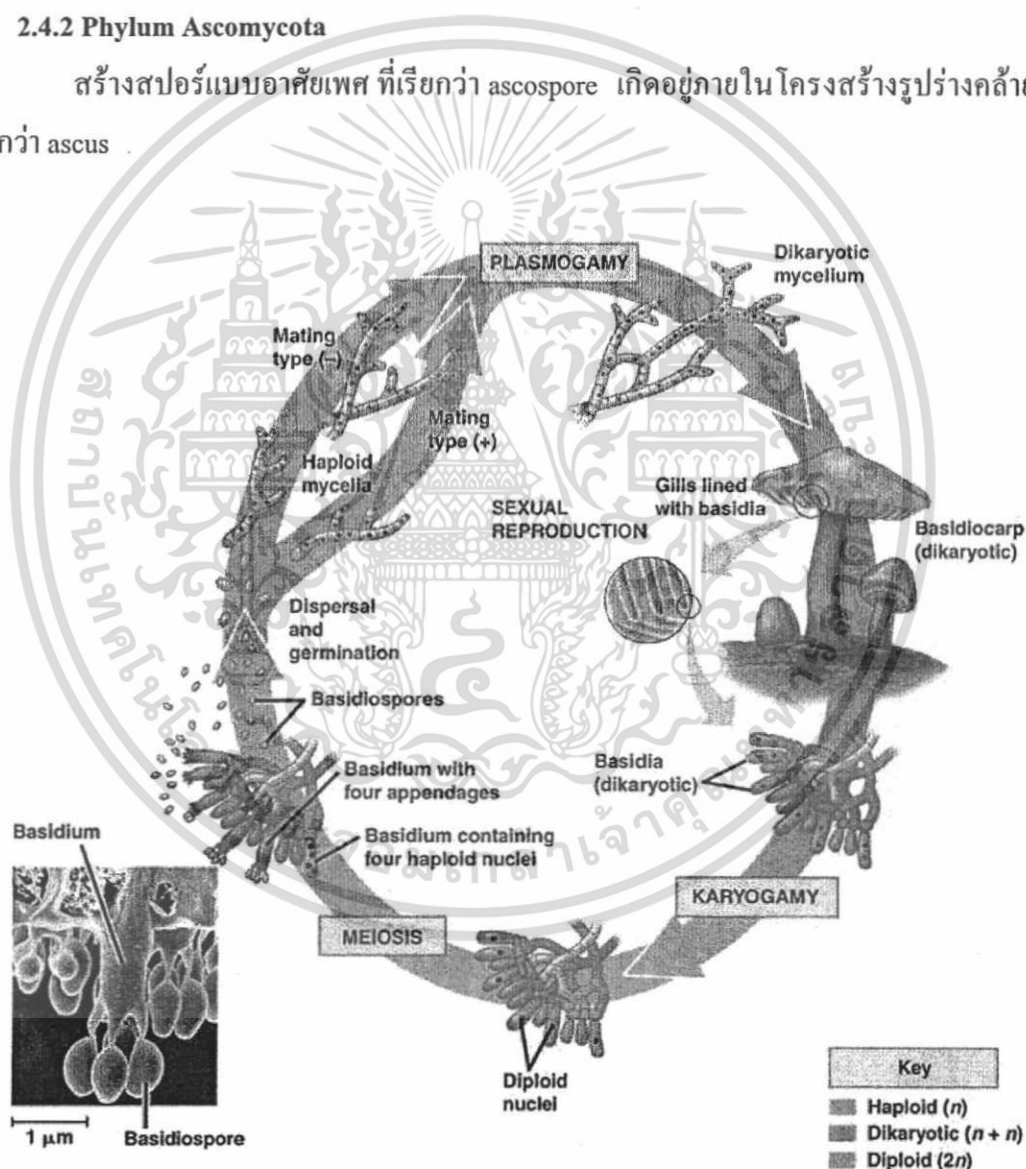 2.4.2 Phylum Ascomycota
สร้างสปอร์แบบอาศัยเพศ ที่เรียกว่า ascospore เกิดอยู่ภายในโครงสร้างรูปร่างคล้าย
กว่า ascus
PLASMOGAMY
Dikaryotic
mycelium
Mating
type (–)
Mating
type (+)
Haploid
mycelia
SEXUAL
REPRODUCTION
Gills lined
with basidia
Basidiocarp
(dikaryotic)
Dispersal
and
germination
Basidiospores
Basidium with
four appendages
Basidium containing
four haploid nuclei
Basidia
(dikaryotic)
KARYOGAMY
MEIOSIS
Diploid
nuclei
Basidium
1 µm
Basidiospore
Key
Haploid (n)
Dikaryotic (n + n)
Diploid (2n)